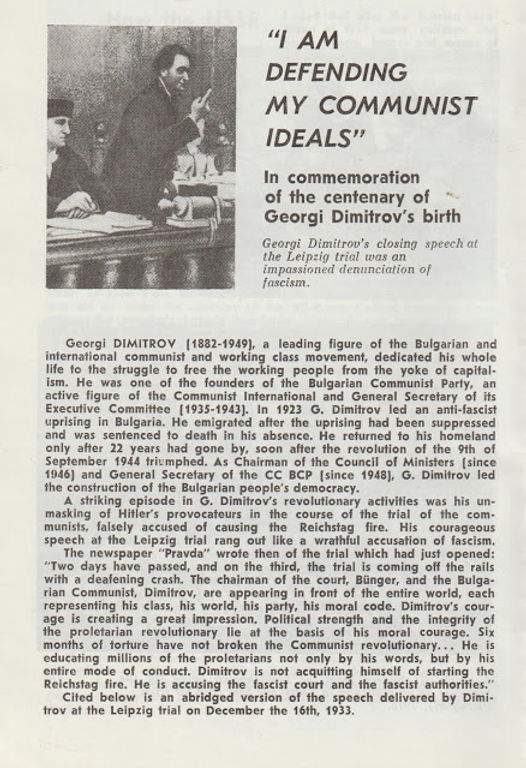 "I AM
DEFENDING
MY COMMUNIST
IDEALS"
In commemoration
of the centenary of
Georgi Dimitrov's birth
Georgi Dimitrov's closing speech at
the Leipzig trial was an
impassioned denunciation of
fascism.
Georgi DIMITROV [1882-1949], a leading figure of the Bulgarian and
international communist and working class movement, dedicated his whole
life to the struggle to free the working people from the yoke of capital-
ism. He was one of the founders of the Bulgarian Communist Party, an
active figure of the Communist International and General Secretary of its
Executive Committee [1935-1943]. In 1923 G. Dimitrov led an anti-fascist
uprising in Bulgaria. He emigrated after the uprising had been suppressed
and was sentenced to death in his absence. He returned to his homeland
only after 22 years had gone by, soon after the revolution of the 9th of
September 1944 triumphed. As Chairman of the Council of Ministers [since
1946] and General Secretary of the CC BCP [since 1948], G. Dimitrov led
the construction of the Bulgarian people's democracy.
A striking episode in G. Dimitrov's revolutionary activities was his un-
masking of Hitler's provocateurs in the course of the trial of the com-
munists, falsely accused of causing the Reichstag fire. His courageous
speech at the Leipzig trial rang out like a wrathful accusation of fascism.
The newspaper "Pravda" wrote then of the trial which had just opened:
"Two days have passed, and on the third, the trial is coming off the rails
with a deafening crash. The chairman of the court, Bünger, and the Bulga-
rian Communist, Dimitrov, are appearing in front of the entire world, each
representing his class, his world, his party, his moral code. Dimitrov's cour-
age is creating a great impression. Political strength and the integrity of
the proletarian revolutionary lie at the basis of his moral courage. Six
months of torture have not broken the Communist revolutionary... He is
educating millions of the proletarians not only by his words, but by his
entire mode of conduct. Dimitrov is not acquitting himself of starting the
Reichstag fire. He is accusing the fascist court and the fascist authorities."
Cited below is an abridged version of the speech delivered by Dimi-
trov at the Leipzig trial on December the 16th, 1933.